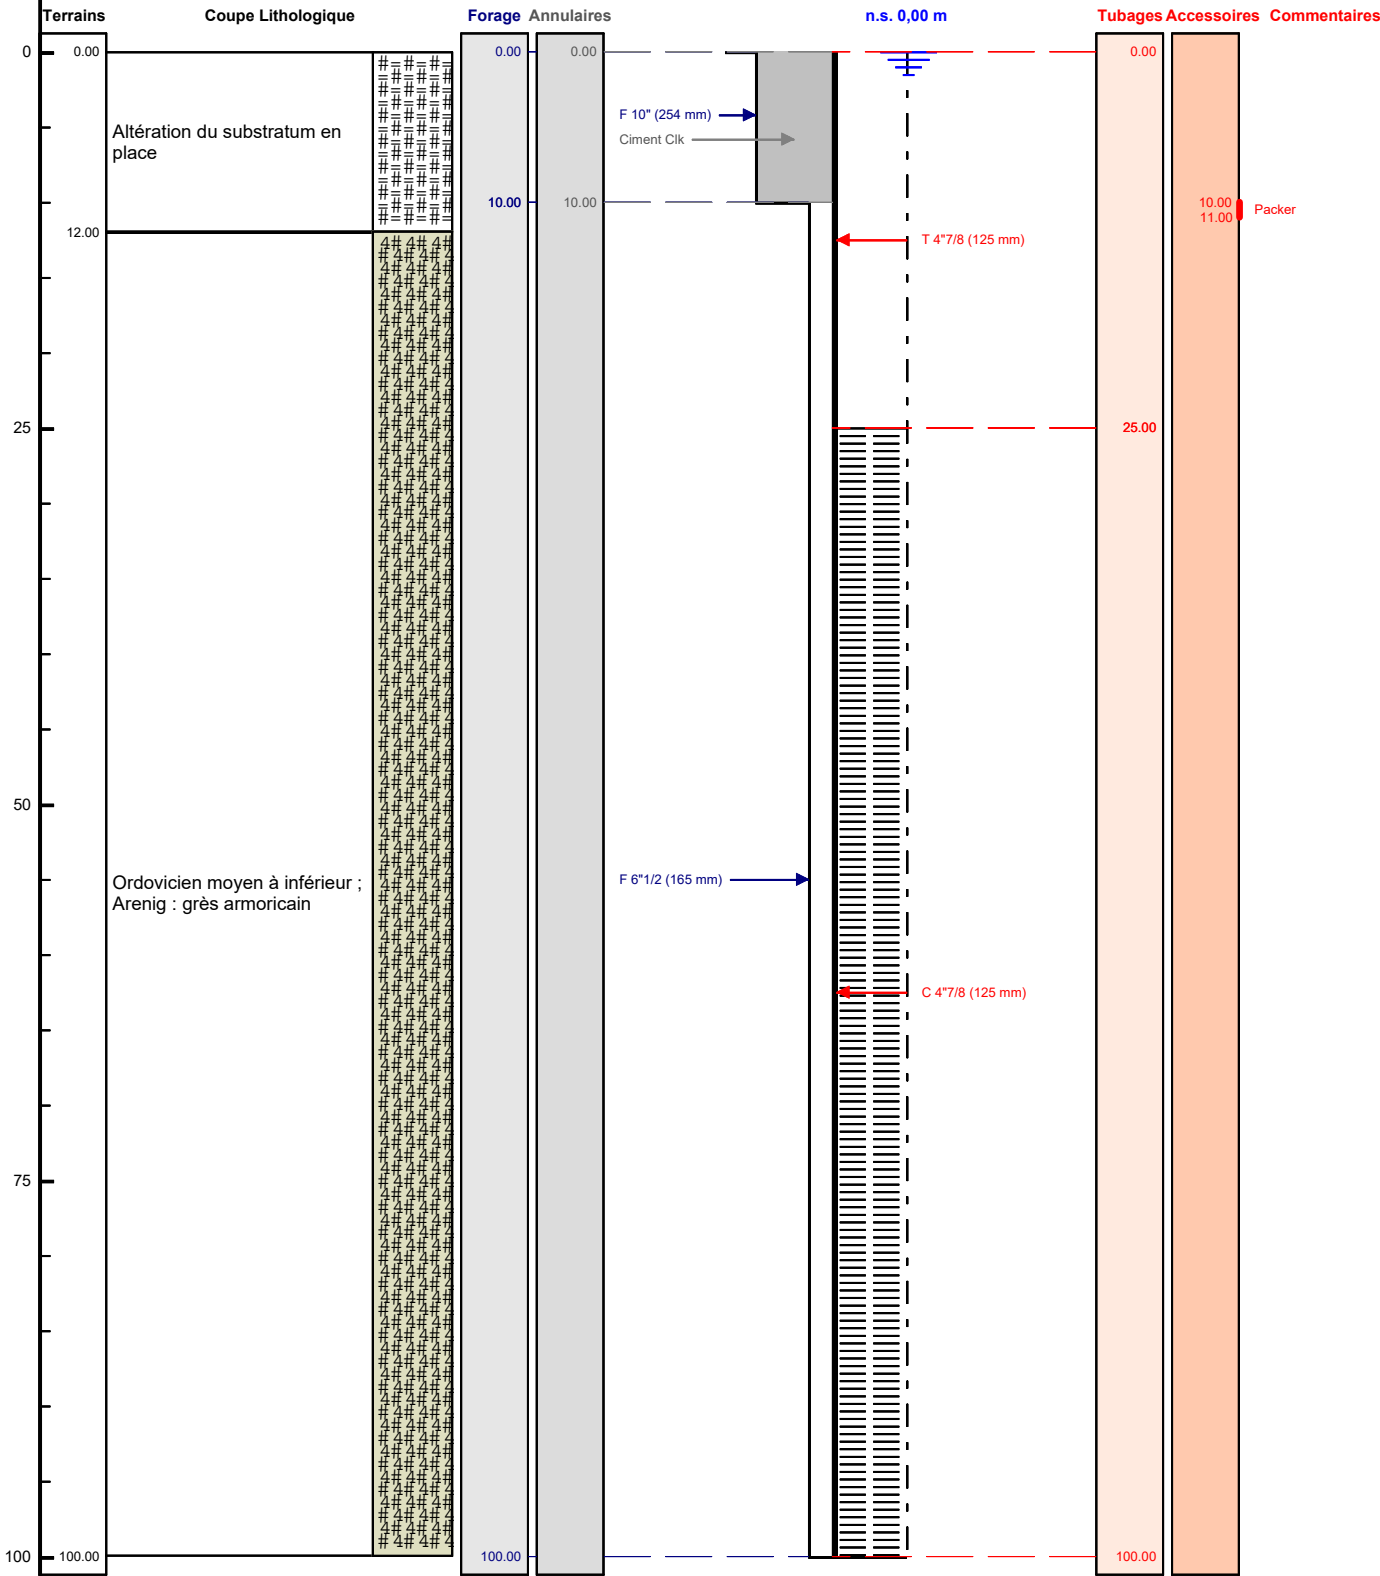 Terrains Coupe Lithologique Forage Annulaires n.s. 0,00 m Tubages Accessoires Commentaires
0 0.00 0.00 0.00 0.00
F 10" (254 mm)
Altération du substratum en
place
Ciment Clk
10.00 10.00 10.00
11.00 Packer
12.00
T 4"7/8 (125 mm)
25 25.00
50
Ordovicien moyen à inférieur ;
Arenig : grès armoricain
F 6"1/2 (165 mm)
C 4"7/8 (125 mm)
75
100 100.00 100.00 100.00